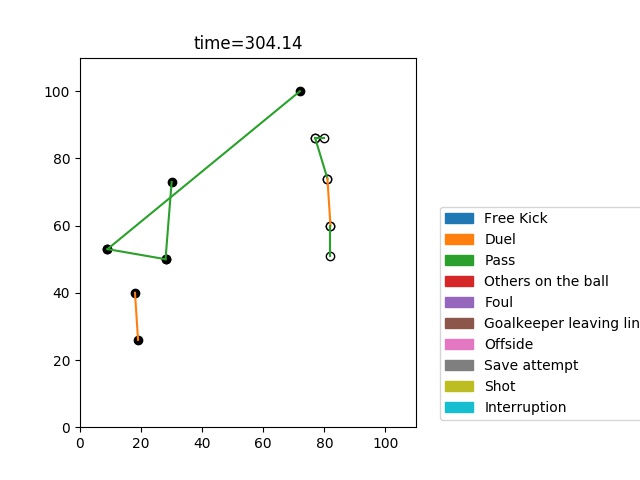 time=304.14
100
80
60
40
20
0
0 20 40 60 80 100
Free Kick
Duel
Pass
Others on the ball
Foul
Goalkeeper leaving lin
Offside
Save attempt
Shot
Interruption